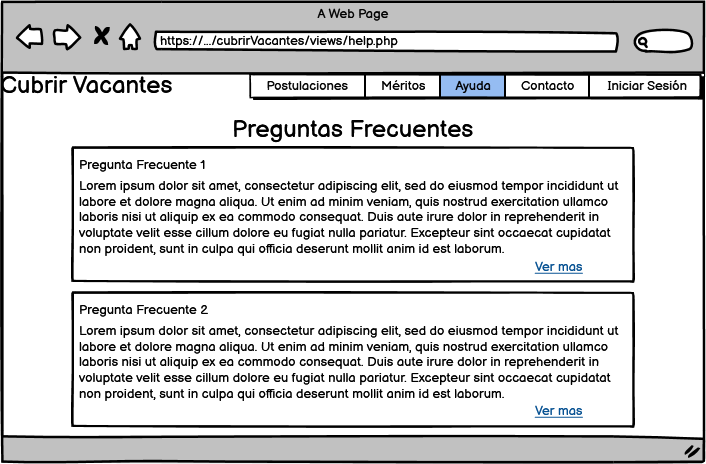 A Web Page
https://.../cubrirVacantes/views/help.php
Cubrir Vacantes
Postulaciones
Méritos
Ayuda
Contacto
Iniciar Sesión
Preguntas Frecuentes
Pregunta Frecuente 1
Lorem ipsum dolor sit amet, consectetur adipiscing elit, sed do eiusmod tempor incididunt ut
labore et dolore magna aliqua. Ut enim ad minim veniam, quis nostrud exercitation ullamco
laboris nisi ut aliquip ex ea commodo consequat. Duis aute irure dolor in reprehenderit in
voluptate velit esse cillum dolore eu fugiat nulla pariatur. Excepteur sint occaecat cupidatat
non proident, sunt in culpa qui officia deserunt mollit anim id est laborum.
Ver mas
Pregunta Frecuente 2
Lorem ipsum dolor sit amet, consectetur adipiscing elit, sed do eiusmod tempor incididunt ut
labore et dolore magna aliqua. Ut enim ad minim veniam, quis nostrud exercitation ullamco
laboris nisi ut aliquip ex ea commodo consequat. Duis aute irure dolor in reprehenderit in
voluptate velit esse cillum dolore eu fugiat nulla pariatur. Excepteur sint occaecat cupidatat
non proident, sunt in culpa qui officia deserunt mollit anim id est laborum.
Ver mas